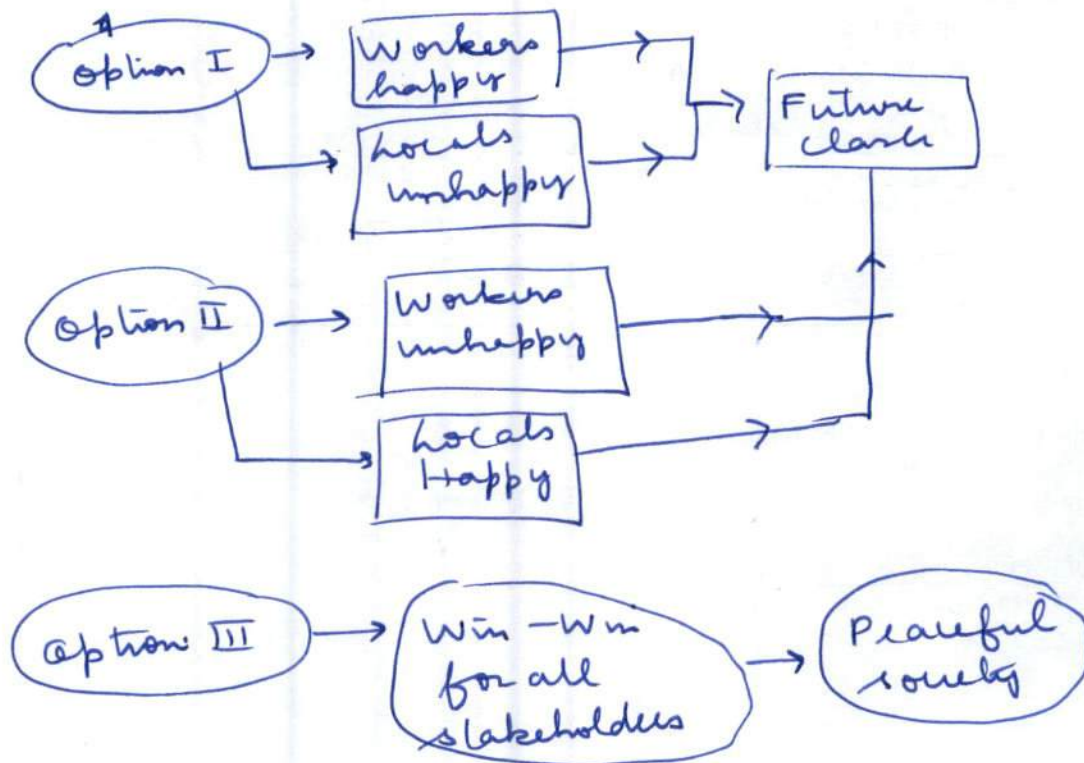 Option I
Workers
happy
Locals
unhappy
Future
clash
Option II
Workers
unhappy
Locals
Happy
Option III
Win-Win
for all
stakeholders
Peaceful
society